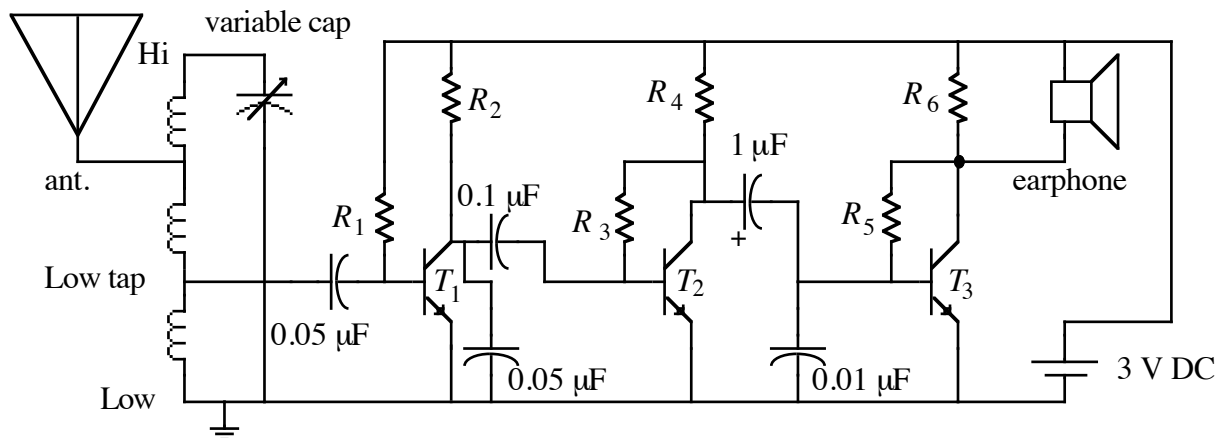 variable cap
Hi
R2
R4
R6
1 μF
ant.
0.1 μF
earphone
R1
R3
R5
+
Low tap
T1
T2
T3
0.05 μF
0.05 μF
0.01 μF
3 V DC
Low